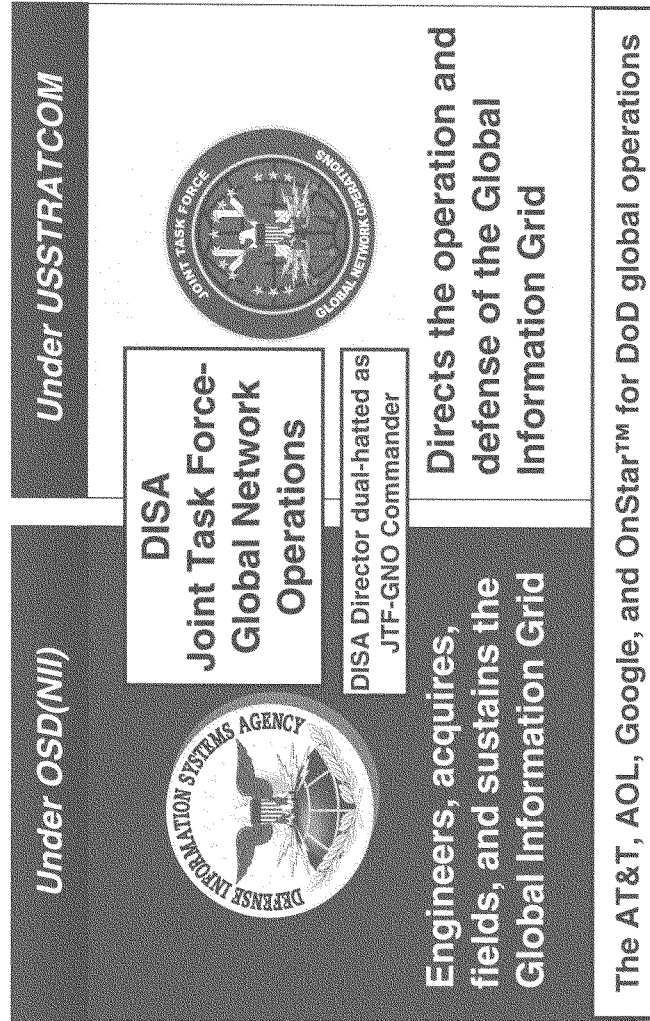 Under OSD(NII)
Under USSTRATCOM
DISA
Joint Task Force-
Global Network
Operations
DISA Director dual-hatted as
JTF-GNO Commander
DEFENSE INFORMATION SYSTEMS AGENCY
JOINT TASK FORCE
GLOBAL NETWORK OPERATIONS
Engineers, acquires,
fields, and sustains the
Global Information Grid
Directs the operation and
defense of the Global
Information Grid
The AT&T, AOL, Google, and OnStar™ for DoD global operations